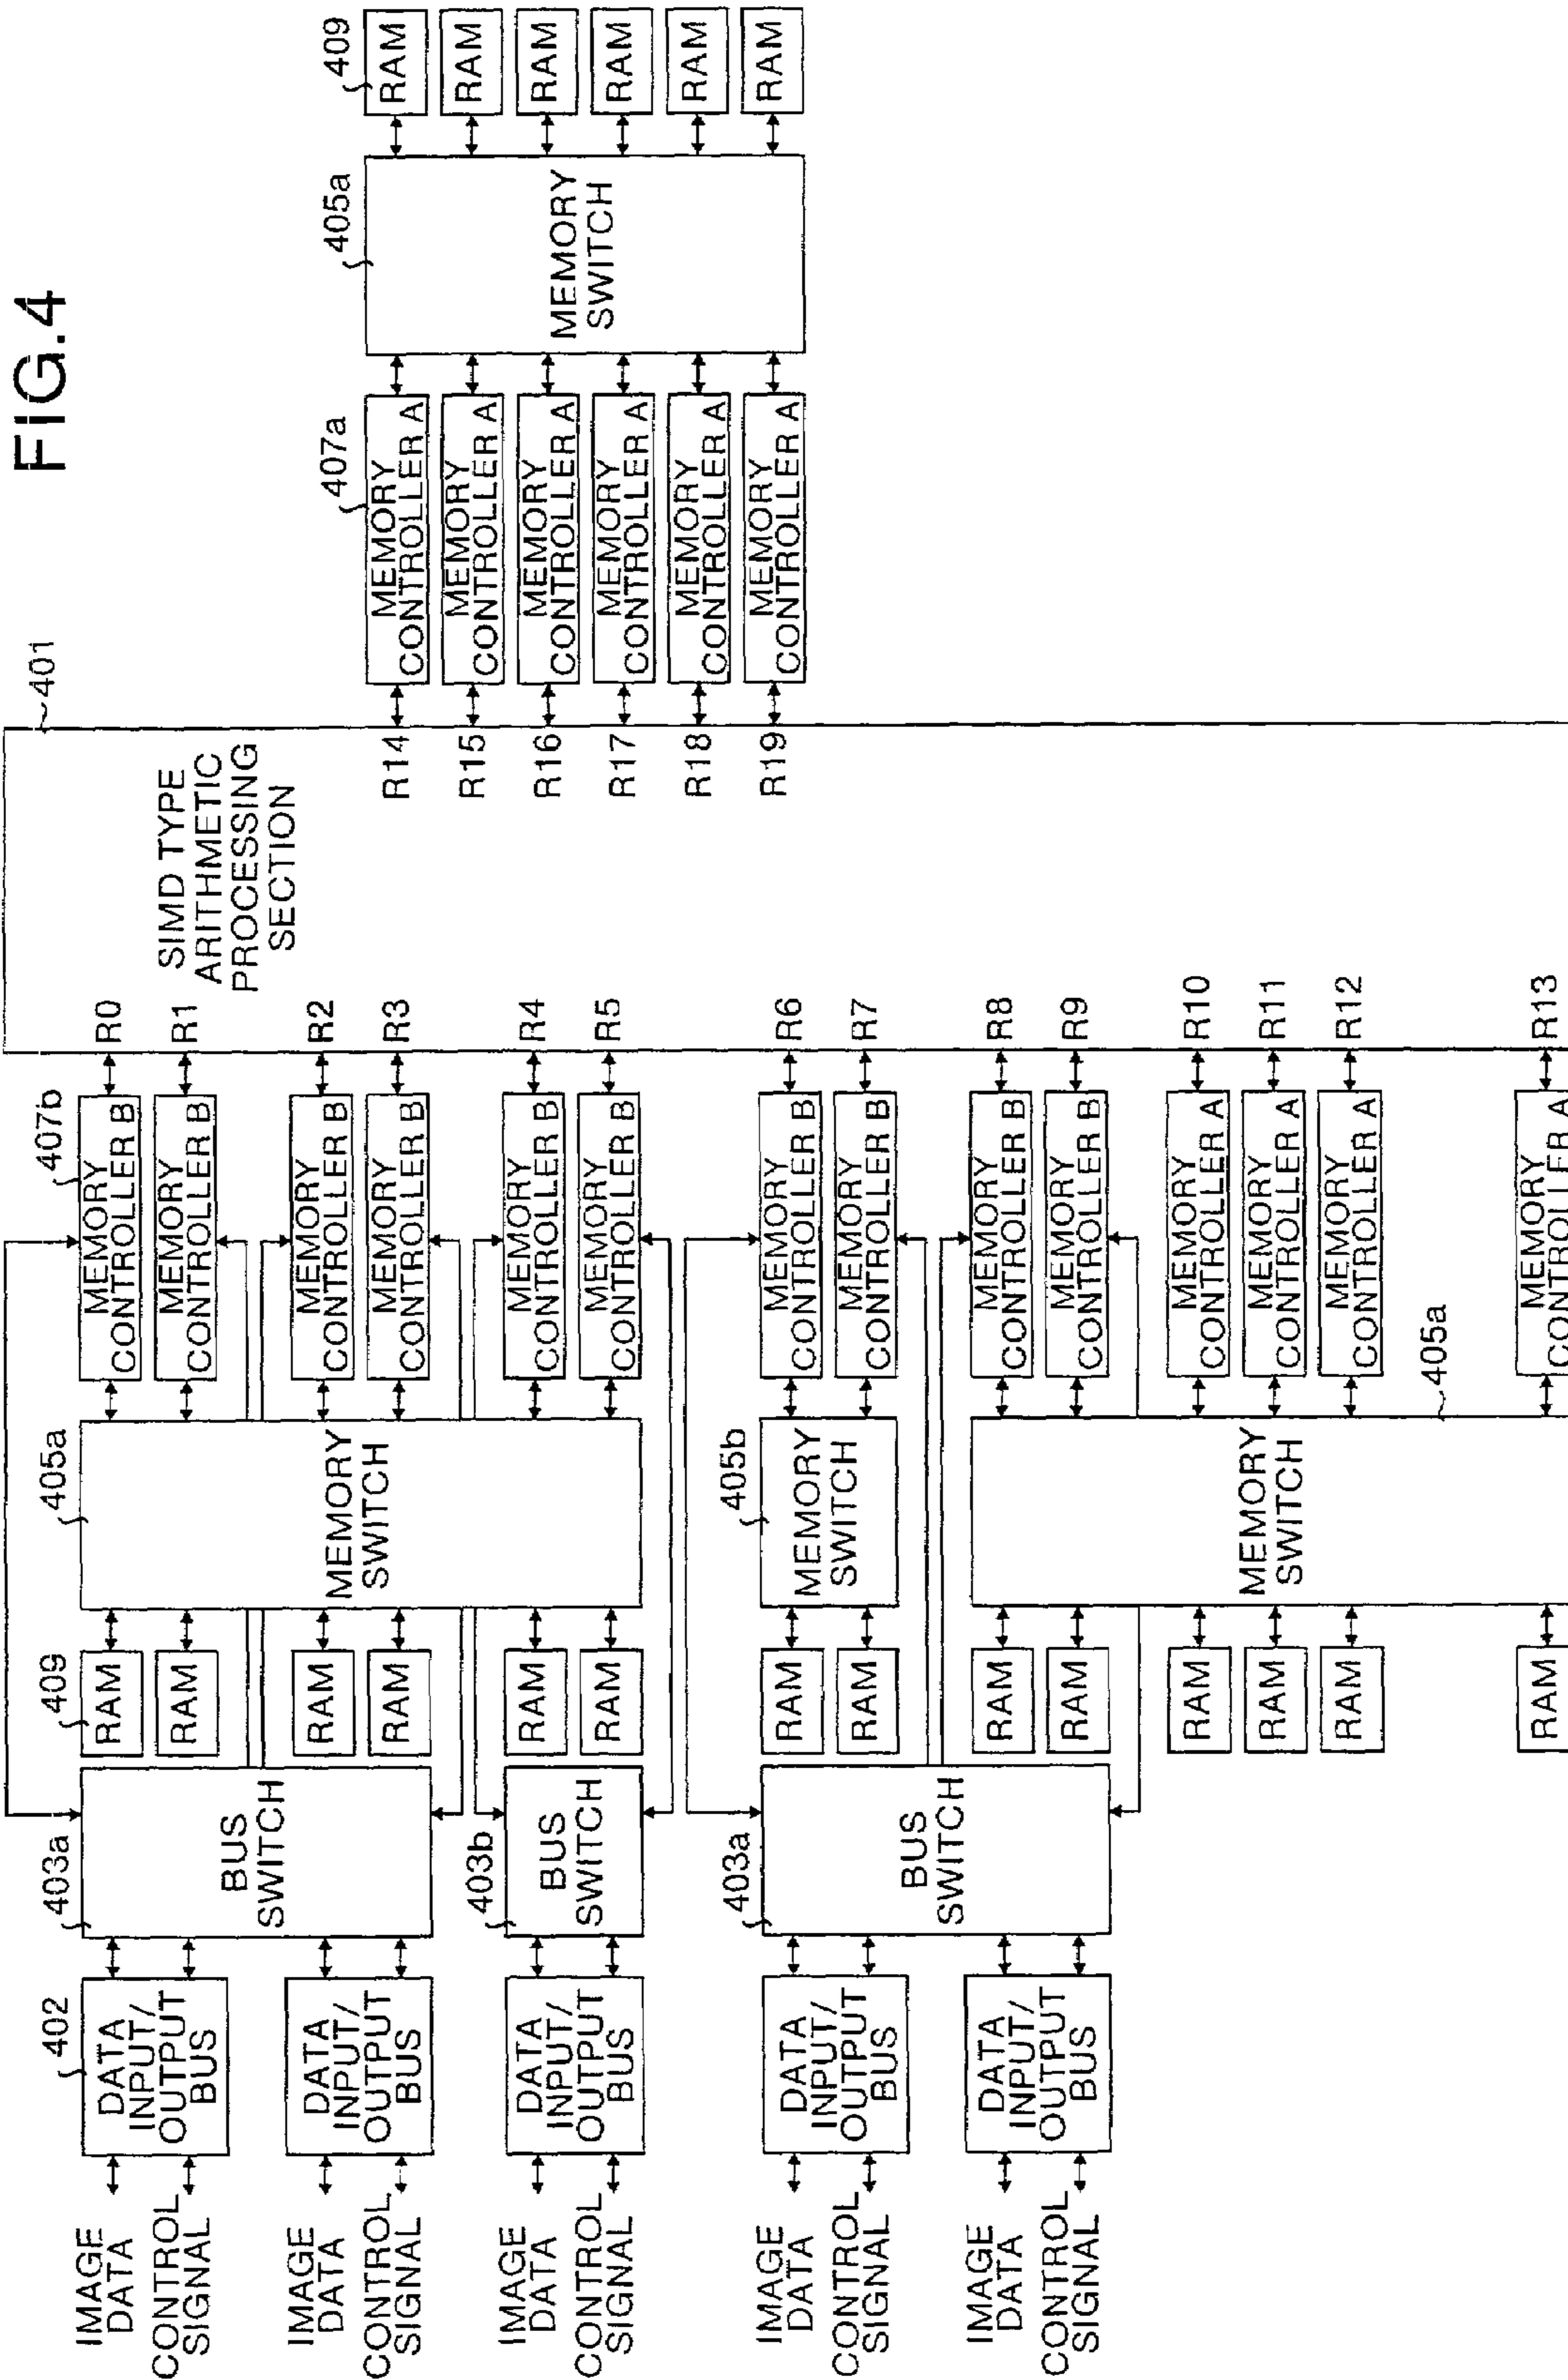 FIG.4
401
SIMD TYPE
ARITHMETIC
PROCESSING
SECTION
IMAGE
DATA
CONTROL
SIGNAL
402
DATA
INPUT/
OUTPUT
BUS
403a
BUS
SWITCH
409
RAM
RAM
405a
MEMORY
SWITCH
407b
MEMORY
CONTROLLER B
R0
MEMORY
CONTROLLER B
R1
IMAGE
DATA
CONTROL
SIGNAL
DATA
INPUT/
OUTPUT
BUS
RAM
RAM
MEMORY
CONTROLLER B
R2
MEMORY
CONTROLLER B
R3
IMAGE
DATA
CONTROL
SIGNAL
DATA
INPUT/
OUTPUT
BUS
403b
BUS
SWITCH
RAM
RAM
MEMORY
CONTROLLER B
R4
MEMORY
CONTROLLER B
R5
IMAGE
DATA
CONTROL
SIGNAL
DATA
INPUT/
OUTPUT
BUS
403a
BUS
SWITCH
RAM
RAM
405b
MEMORY
SWITCH
MEMORY
CONTROLLER B
R6
MEMORY
CONTROLLER B
R7
IMAGE
DATA
CONTROL
SIGNAL
DATA
INPUT/
OUTPUT
BUS
RAM
RAM
MEMORY
SWITCH
405a
MEMORY
CONTROLLER B
R8
MEMORY
CONTROLLER B
R9
RAM
RAM
RAM
MEMORY
CONTROLLER A
R10
MEMORY
CONTROLLER A
R11
MEMORY
CONTROLLER A
R12
RAM
MEMORY
CONTROLLER A
R13
R14
R15
R16
R17
R18
R19
407a
MEMORY
CONTROLLER A
MEMORY
CONTROLLER A
MEMORY
CONTROLLER A
MEMORY
CONTROLLER A
MEMORY
CONTROLLER A
MEMORY
CONTROLLER A
405a
MEMORY
SWITCH
409
RAM
RAM
RAM
RAM
RAM
RAM